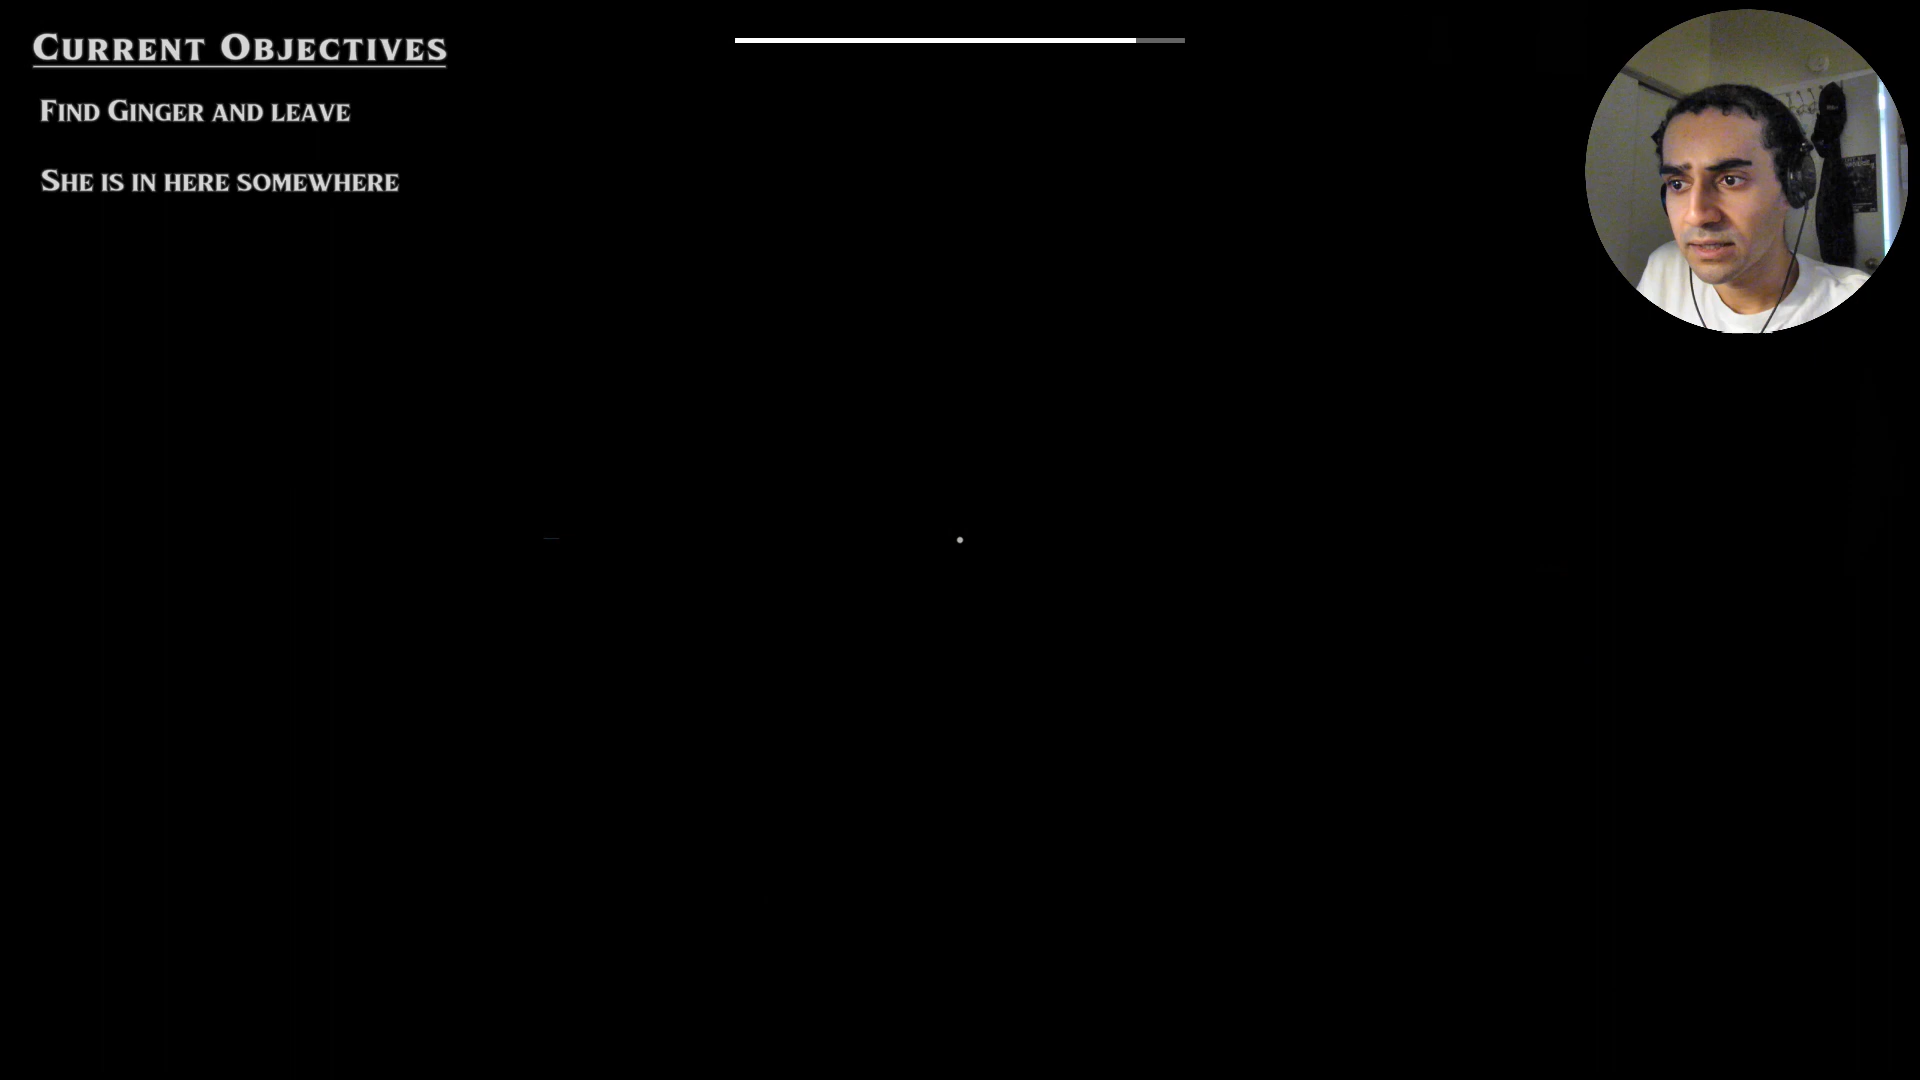 Current Objectives
Find Ginger and leave
She is in here somewhere